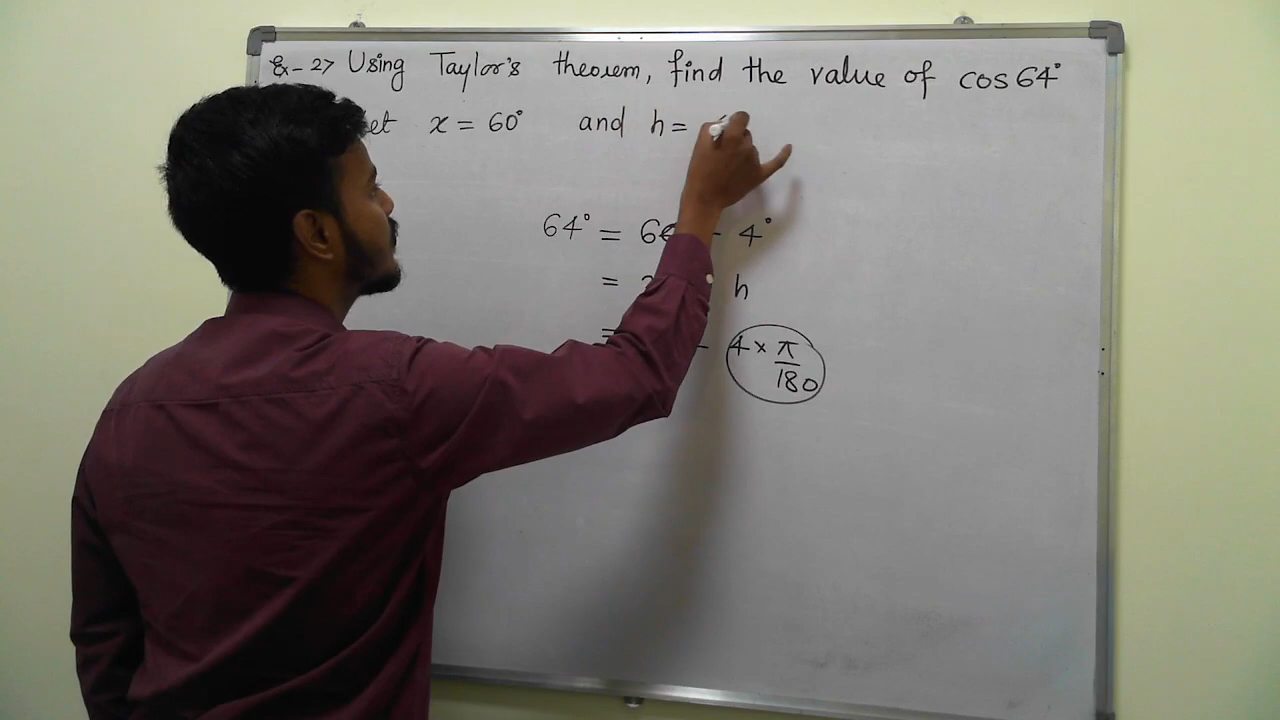 Ex-27 Using Taylor's theorem, find the value of cos 64°
et x = 60° and h =
64° = 6 4°
= h
= - 4 × π/180